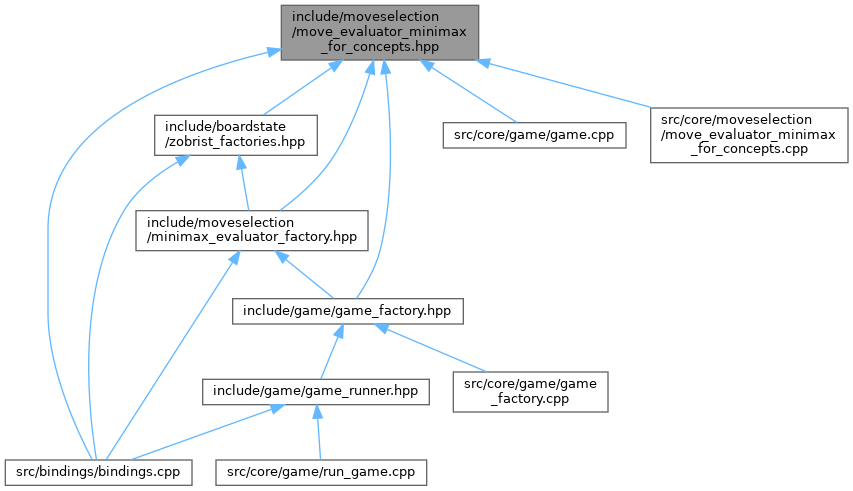 include/moveselection
/move_evaluator_minimax
_for_concepts.hpp
include/boardstate
/zobrist_factories.hpp
src/core/game/game.cpp
src/core/moveselection
/move_evaluator_minimax
_for_concepts.cpp
include/moveselection
/minimax_evaluator_factory.hpp
include/game/game_factory.hpp
include/game/game_runner.hpp
src/core/game/game
_factory.cpp
src/bindings/bindings.cpp
src/core/game/run_game.cpp